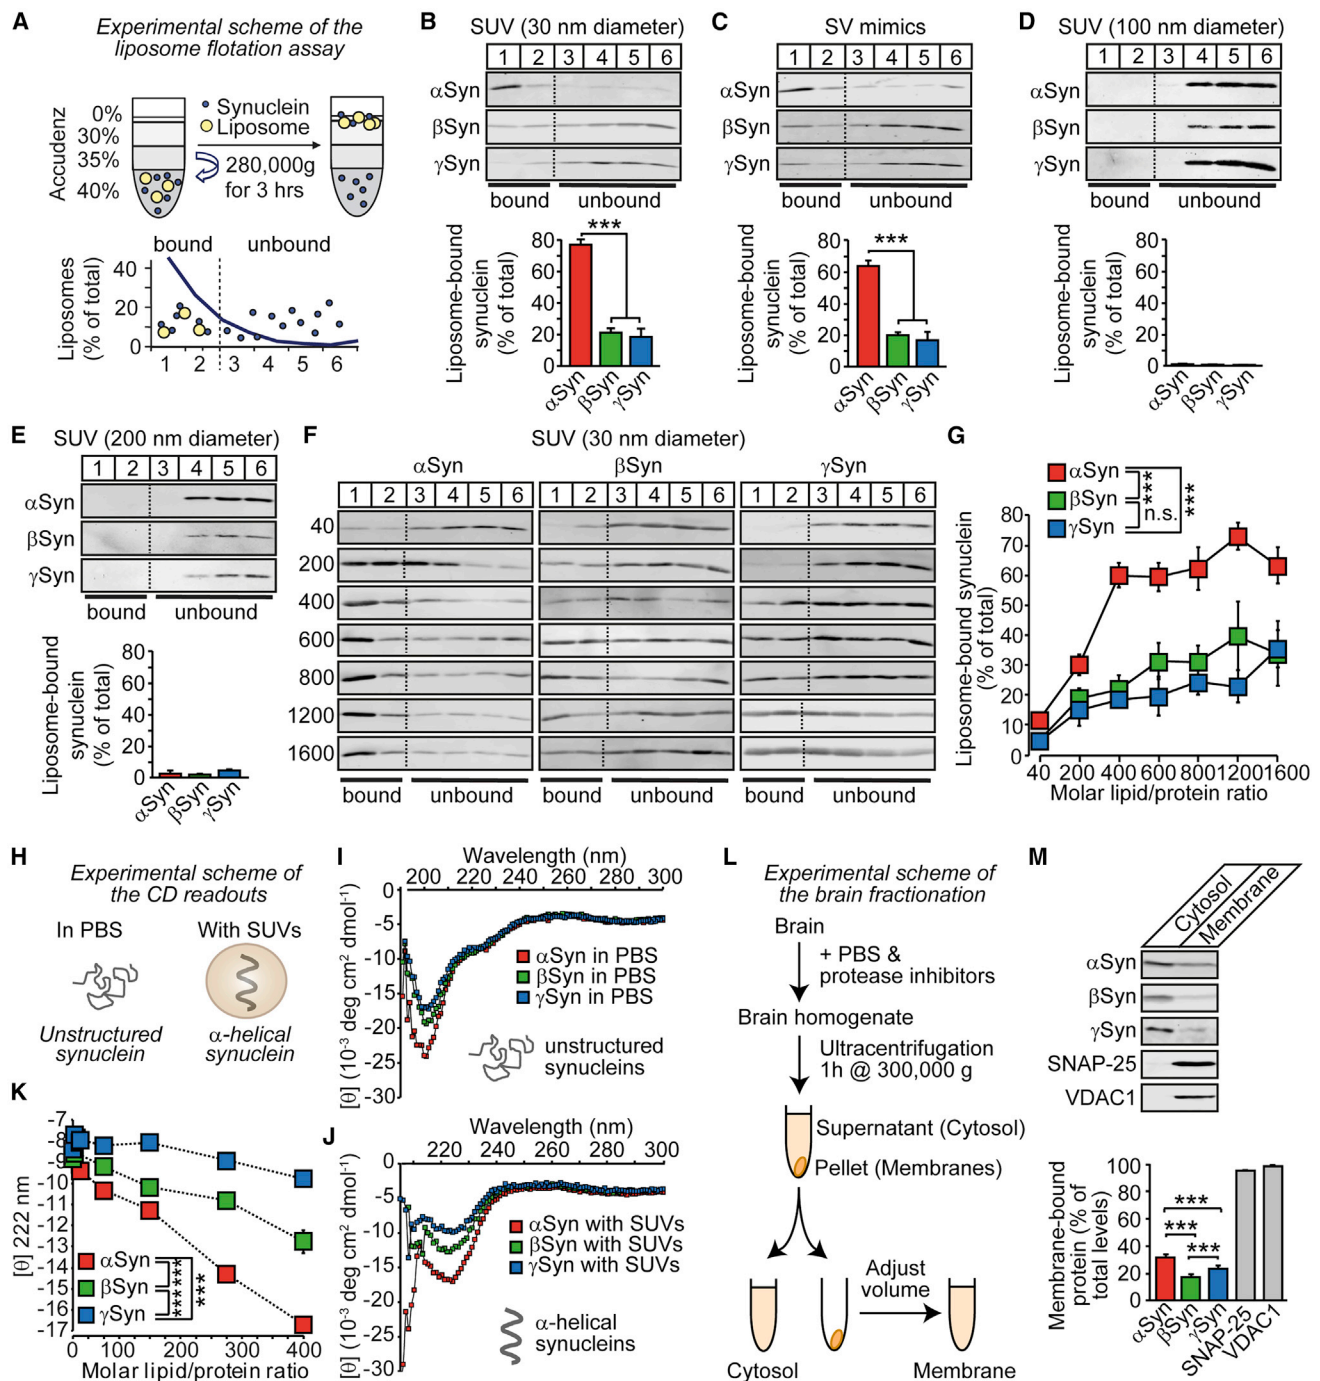 A
Experimental scheme of the
liposome flotation assay
Accudenz
0%
30%
35%
40%
Synuclein
Liposome
280,000g
for 3 hrs
bound
unbound
Liposomes
(% of total)
40
20
0
1 2 3 4 5 6
B
SUV (30 nm diameter)
1 2 3 4 5 6
αSyn
βSyn
γSyn
bound
unbound
Liposome-bound
synuclein
(% of total)
80
60
40
20
0
***
αSyn
βSyn
γSyn
C
SV mimics
1 2 3 4 5 6
αSyn
βSyn
γSyn
bound
unbound
Liposome-bound
synuclein
(% of total)
80
60
40
20
0
***
αSyn
βSyn
γSyn
D
SUV (100 nm diameter)
1 2 3 4 5 6
αSyn
βSyn
γSyn
bound
unbound
Liposome-bound
synuclein
(% of total)
80
60
40
20
0
αSyn
βSyn
γSyn
E
SUV (200 nm diameter)
1 2 3 4 5 6
αSyn
βSyn
γSyn
bound
unbound
Liposome-bound
synuclein
(% of total)
80
60
40
20
0
αSyn
βSyn
γSyn
F
SUV (30 nm diameter)
αSyn βSyn γSyn
1 2 3 4 5 6 1 2 3 4 5 6 1 2 3 4 5 6
40
200
400
600
800
1200
1600
bound unbound bound unbound bound unbound
G
αSyn
βSyn
γSyn
***
n.s.
***
Liposome-bound synuclein
(% of total)
80
70
60
50
40
30
20
10
0
40 200 400 600 800 1200 1600
Molar lipid/protein ratio
H
Experimental scheme of
the CD readouts
In PBS
With SUVs
Unstructured
synuclein
α-helical
synuclein
I
Wavelength (nm)
200 220 240 260 280 300
0
-5
-10
-15
-20
-25
-30
[θ] (10⁻³ deg cm² dmol⁻¹)
αSyn in PBS
βSyn in PBS
γSyn in PBS
unstructured
synucleins
J
Wavelength (nm)
220 240 260 280 300
0
-5
-10
-15
-20
-25
-30
[θ] (10⁻³ deg cm² dmol⁻¹)
αSyn with SUVs
βSyn with SUVs
γSyn with SUVs
α-helical
synucleins
K
[θ] 222 nm
-7
-8
-9
-10
-11
-12
-13
-14
-15
-16
-17
αSyn
βSyn
γSyn
***
***
***
0 100 200 300 400
Molar lipid/protein ratio
L
Experimental scheme of
the brain fractionation
Brain
+ PBS &
protease inhibitors
Brain homogenate
Ultracentrifugation
1h @ 300,000 g
Supernatant (Cytosol)
Pellet (Membranes)
Adjust
volume
Cytosol
Membrane
M
Cytosol
Membrane
αSyn
βSyn
γSyn
SNAP-25
VDAC1
Membrane-bound
protein (% of
total levels)
100
80
60
40
20
0
***
***
***
αSyn
βSyn
γSyn
SNAP-25
VDAC1